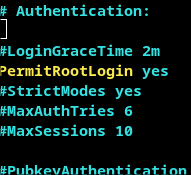 # Authentication:
#LoginGraceTime 2m
PermitRootLogin yes
#StrictModes yes
#MaxAuthTries 6
#MaxSessions 10
#PubkeyAuthentication